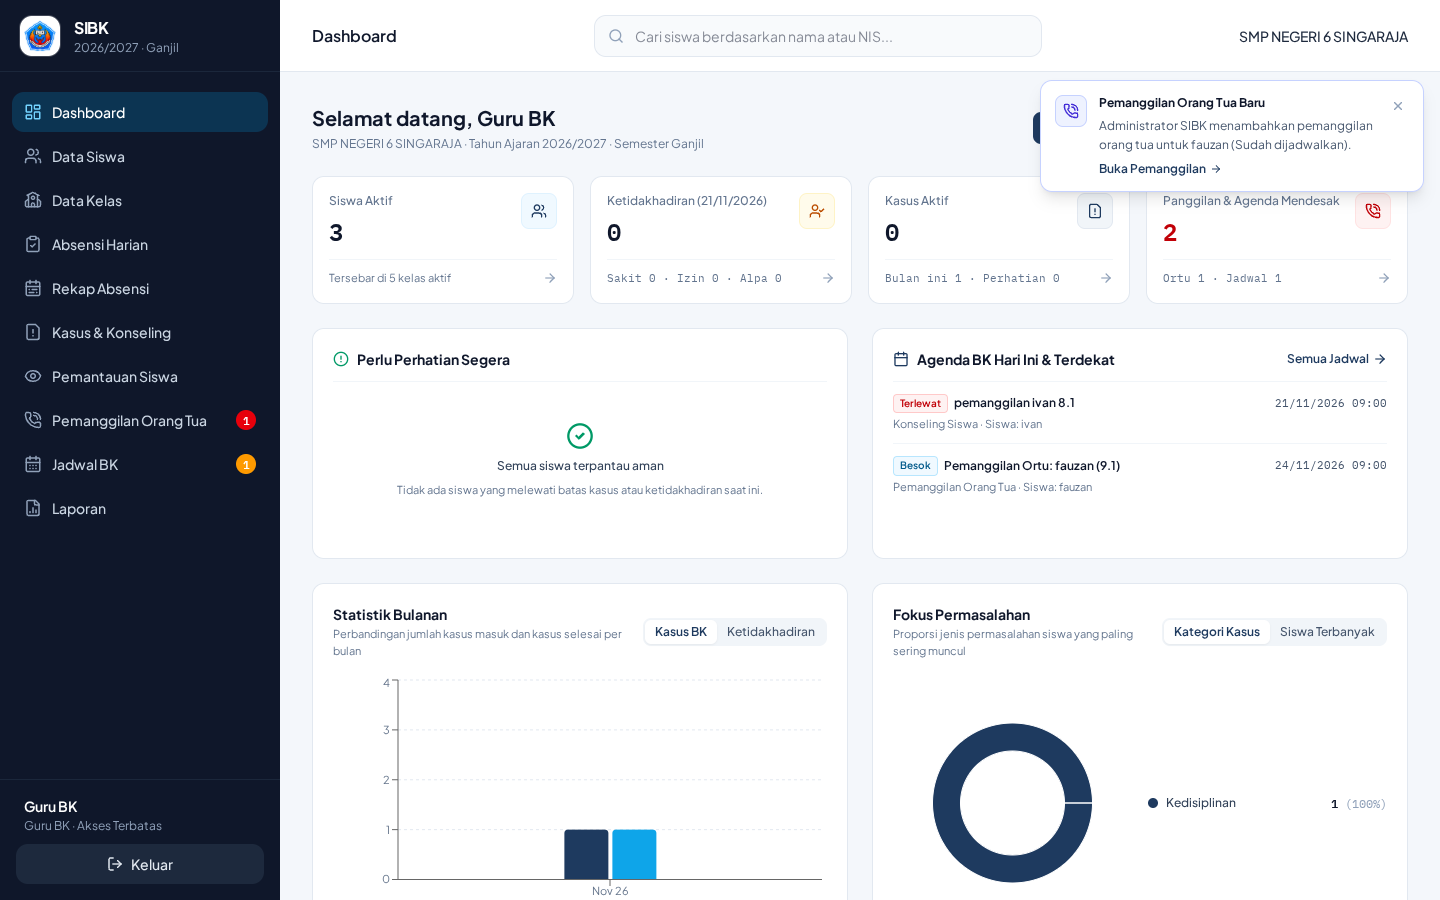 SIBK
2026/2027 · Ganjil
Dashboard
Data Siswa
Data Kelas
Absensi Harian
Rekap Absensi
Kasus & Konseling
Pemantauan Siswa
Pemanggilan Orang Tua 1
Jadwal BK 1
Laporan
Guru BK
Guru BK · Akses Terbatas
Keluar
Dashboard
Cari siswa berdasarkan nama atau NIS...
SMP NEGERI 6 SINGARAJA
Pemanggilan Orang Tua Baru
Administrator SIBK menambahkan pemanggilan
orang tua untuk fauzan (Sudah dijadwalkan).
Buka Pemanggilan →
Selamat datang, Guru BK
SMP NEGERI 6 SINGARAJA · Tahun Ajaran 2026/2027 · Semester Ganjil
Siswa Aktif
3
Tersebar di 5 kelas aktif
Ketidakhadiran (21/11/2026)
0
Sakit 0 · Izin 0 · Alpa 0
Kasus Aktif
0
Bulan ini 1 · Perhatian 0
Panggilan & Agenda Mendesak
2
Ortu 1 · Jadwal 1
Perlu Perhatian Segera
Semua siswa terpantau aman
Tidak ada siswa yang melewati batas kasus atau ketidakhadiran saat ini.
Agenda BK Hari Ini & Terdekat
Semua Jadwal →
Terlewat pemanggilan ivan 8.1 21/11/2026 09:00
Konseling Siswa · Siswa: ivan
Besok Pemanggilan Ortu: fauzan (9.1) 24/11/2026 09:00
Pemanggilan Orang Tua · Siswa: fauzan
Statistik Bulanan
Perbandingan jumlah kasus masuk dan kasus selesai per
bulan
Kasus BK Ketidakhadiran
4
3
2
1
0
Nov 26
Fokus Permasalahan
Proporsi jenis permasalahan siswa yang paling
sering muncul
Kategori Kasus Siswa Terbanyak
Kedisiplinan 1 (100%)